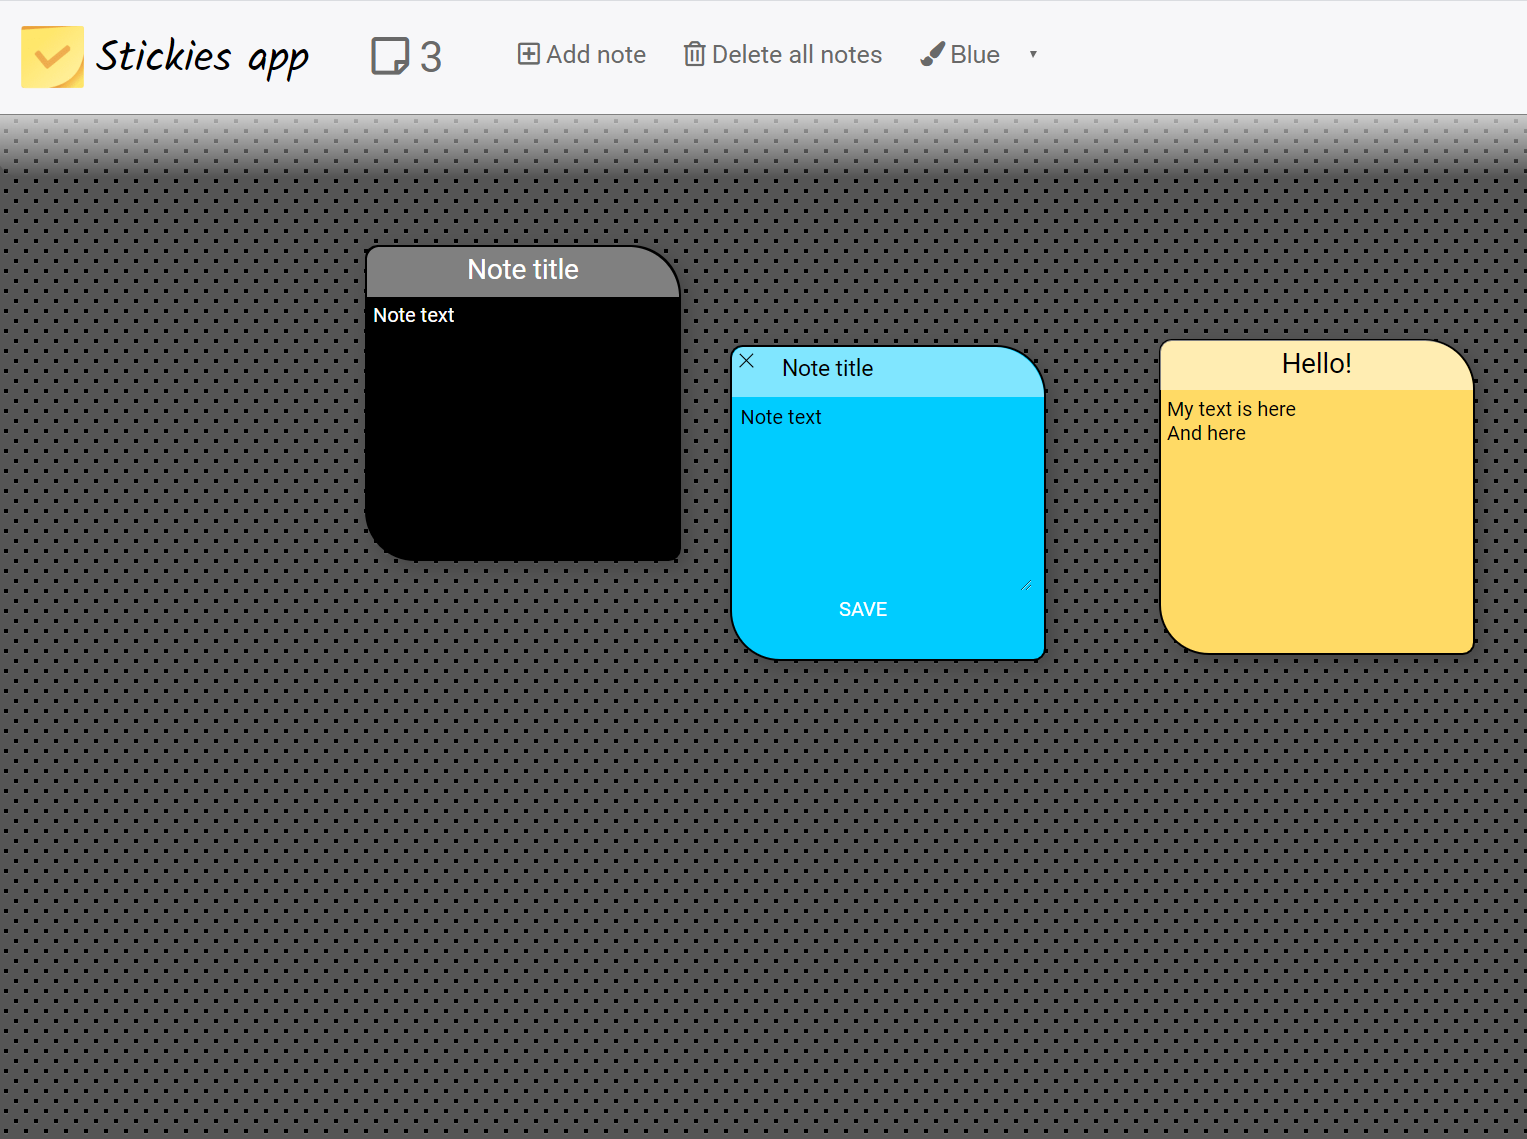 Stickies app
3
Add note
Delete all notes
Blue
Note title
Note text
Note title
Note text
SAVE
Hello!
My text is here
And here